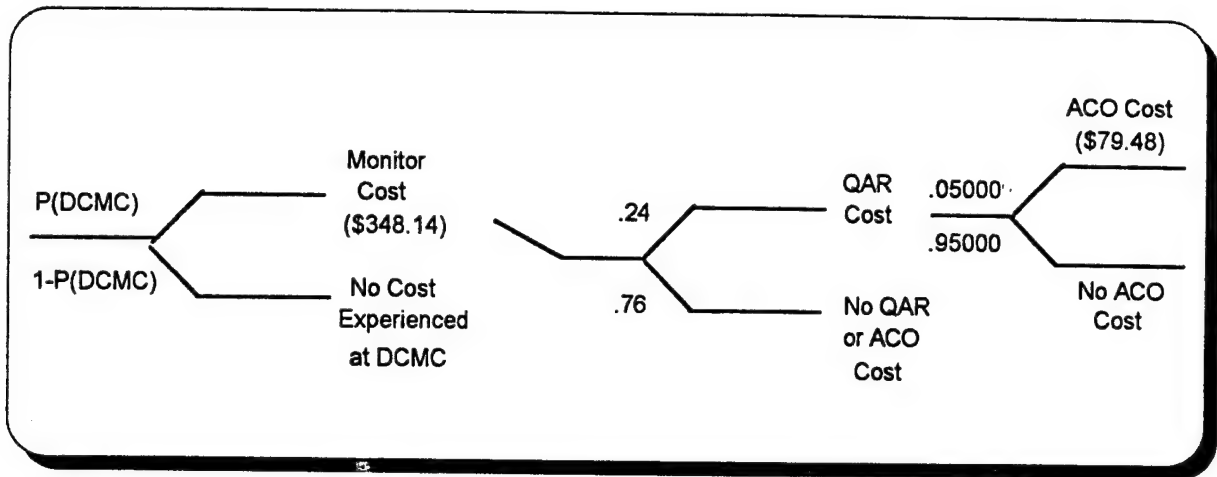 P(DCMC)
1-P(DCMC)
Monitor
Cost
($348.14)
No Cost
Experienced
at DCMC
.24
.76
QAR
Cost
No QAR
or ACO
Cost
.05000
.95000
ACO Cost
($79.48)
No ACO
Cost